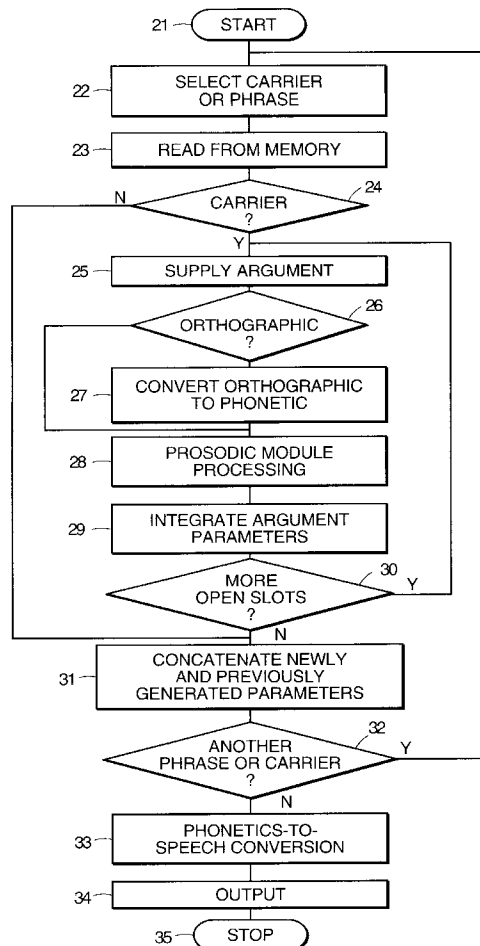 21 START
22 SELECT CARRIER
OR PHRASE
23 READ FROM MEMORY
24
N CARRIER
?
Y
25 SUPPLY ARGUMENT
26
ORTHOGRAPHIC
?
27 CONVERT ORTHOGRAPHIC
TO PHONETIC
28 PROSODIC MODULE
PROCESSING
29 INTEGRATE ARGUMENT
PARAMETERS
30
MORE
OPEN SLOTS Y
?
N
31 CONCATENATE NEWLY
AND PREVIOUSLY
GENERATED PARAMETERS
32
ANOTHER
PHRASE OR CARRIER Y
?
N
33 PHONETICS-TO-
SPEECH CONVERSION
34 OUTPUT
35 STOP